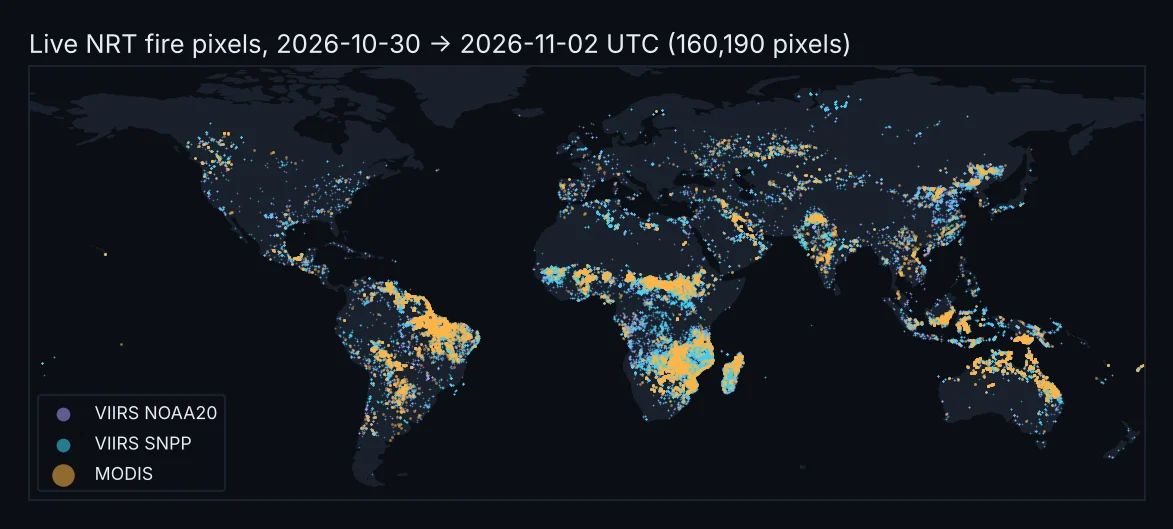 Live NRT fire pixels, 2026-10-30 → 2026-11-02 UTC (160,190 pixels)
VIIRS NOAA20
VIIRS SNPP
MODIS